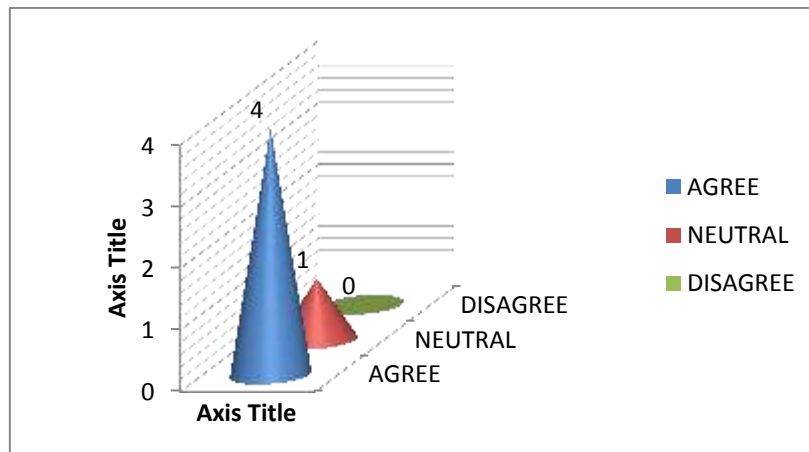 4
4
3
2
1
0
Axis Title
1
0
DISAGREE
NEUTRAL
AGREE
Axis Title
AGREE
NEUTRAL
DISAGREE